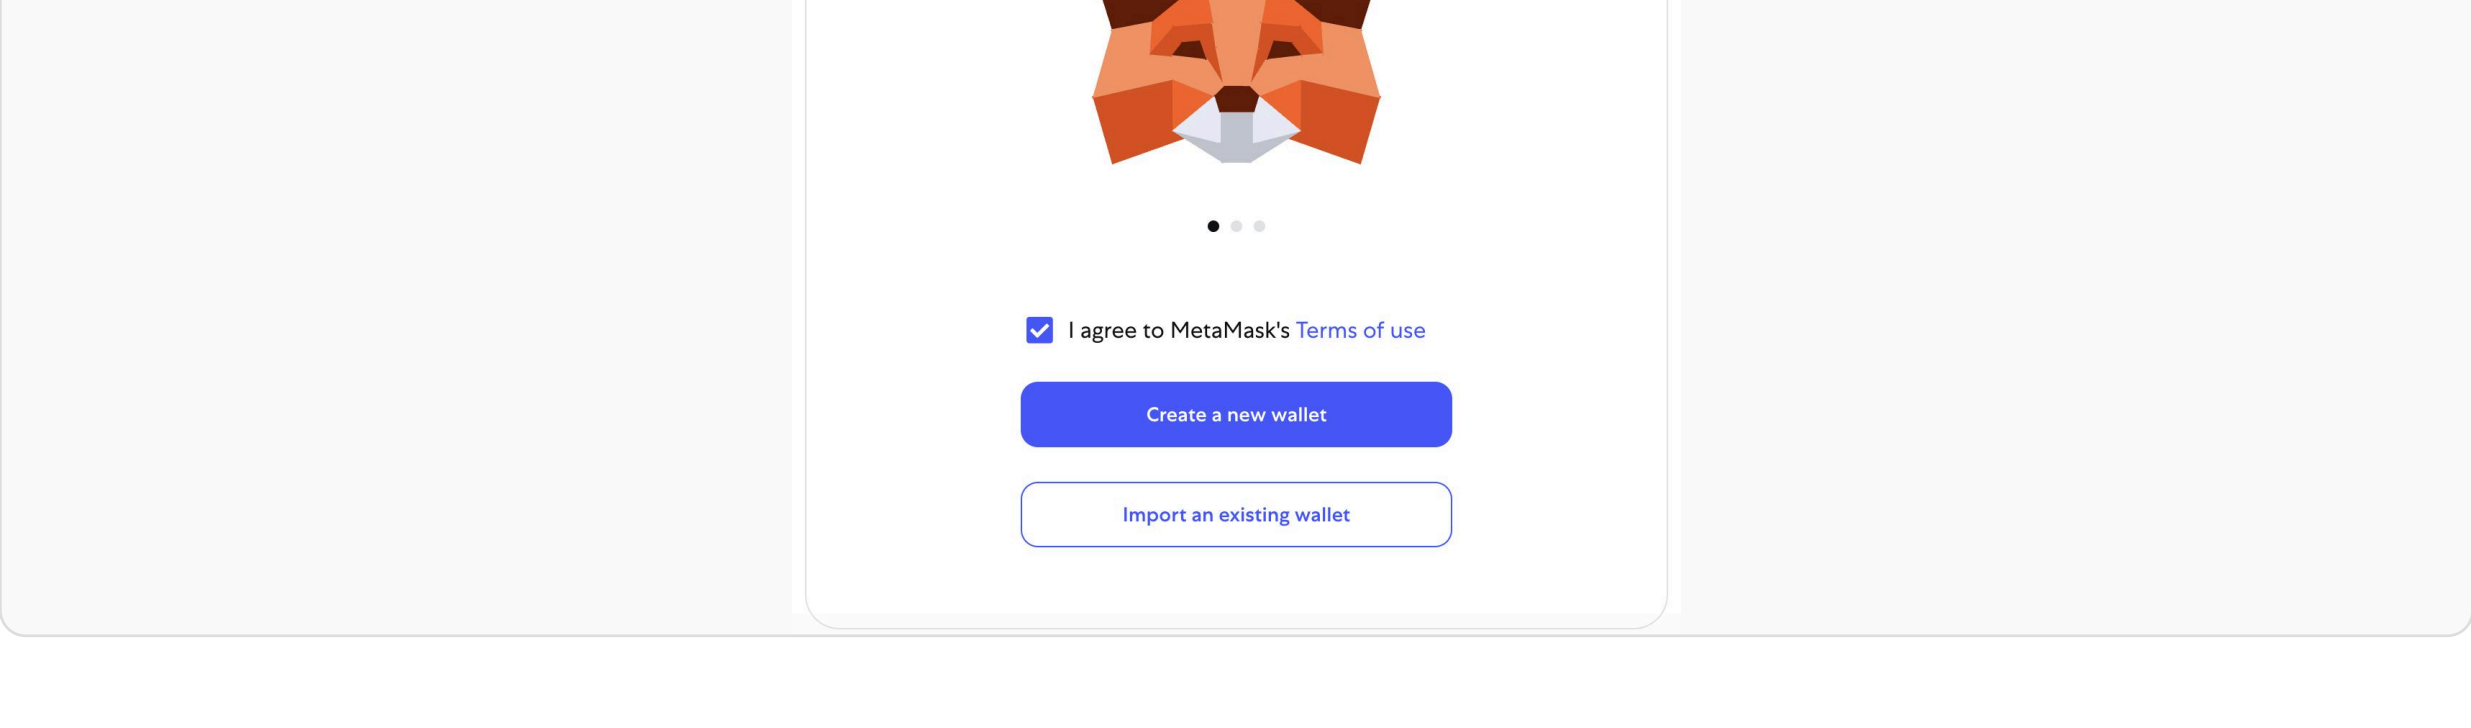 I agree to MetaMask's Terms of use
Create a new wallet
Import an existing wallet